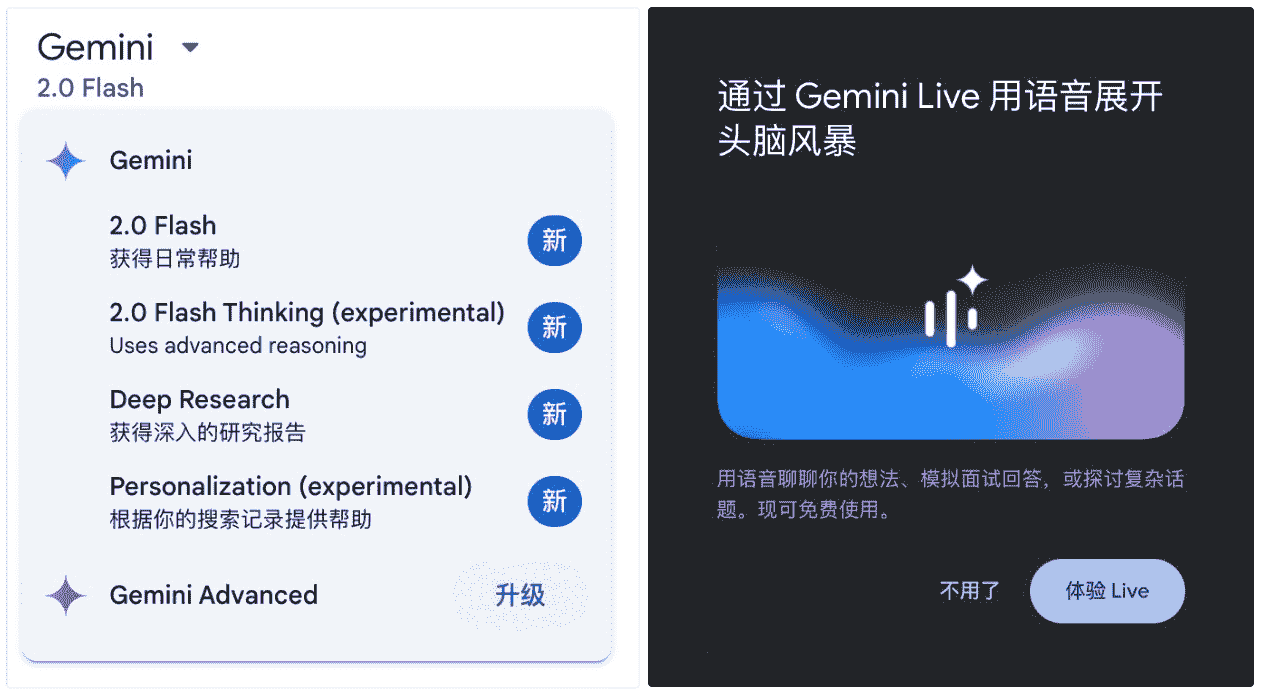 Gemini
2.0 Flash
Gemini
2.0 Flash
获得日常帮助
新
2.0 Flash Thinking (experimental)
Uses advanced reasoning
新
Deep Research
获得深入的研究报告
新
Personalization (experimental)
根据你的搜索记录提供帮助
新
Gemini Advanced
升级
通过 Gemini Live 用语音展开
头脑风暴
用语音聊聊你的想法、模拟面试回答，或探讨复杂话
题。现可免费使用。
不用了
体验 Live